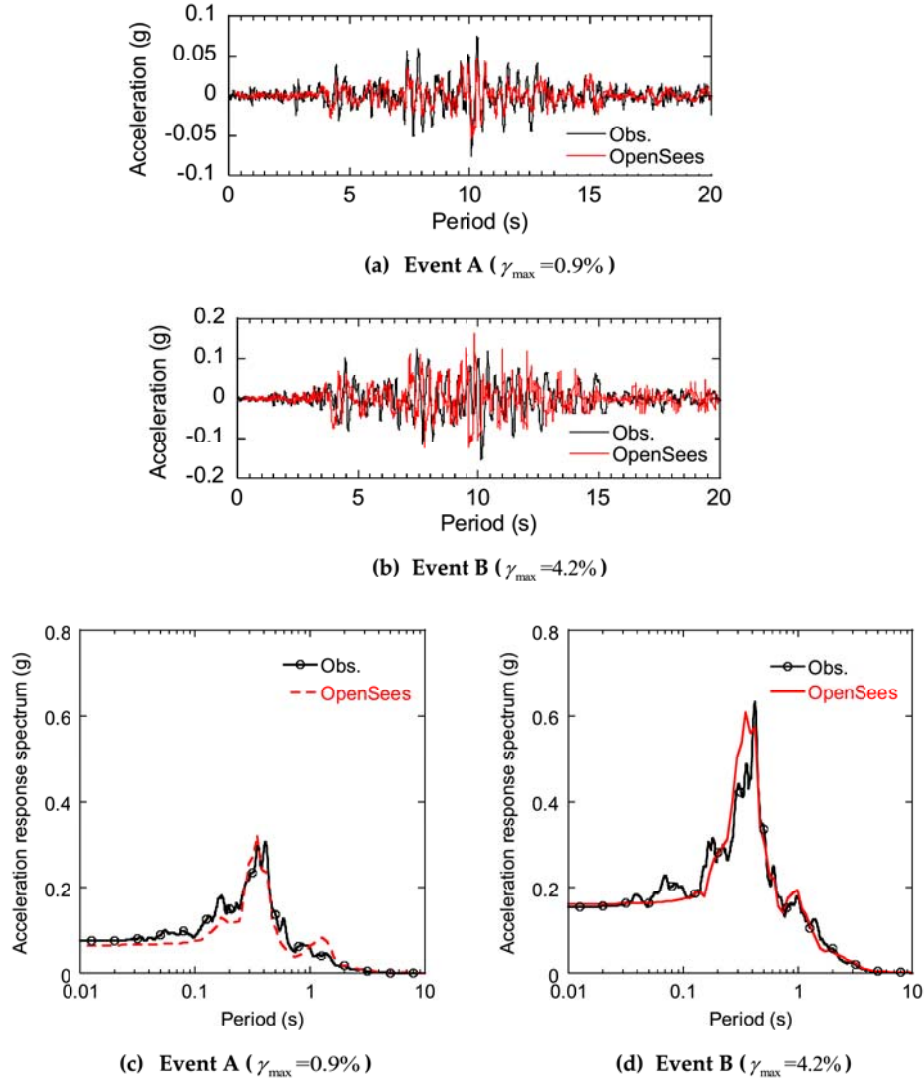 Acceleration (g)
0.1
0.05
0
-0.05
-0.1
Obs.
OpenSees
0 5 10 15 20
Period (s)
(a) Event A ( γmax =0.9% )
Acceleration (g)
0.2
0.1
0
-0.1
-0.2
Obs.
OpenSees
0 5 10 15 20
Period (s)
(b) Event B ( γmax =4.2% )
Acceleration response spectrum (g)
0.8
0.6
0.4
0.2
0
Obs.
OpenSees
0.01 0.1 1 10
Period (s)
(c) Event A ( γmax =0.9% )
Acceleration response spectrum (g)
0.8
0.6
0.4
0.2
0
Obs.
OpenSees
0.01 0.1 1 10
Period (s)
(d) Event B ( γmax =4.2% )